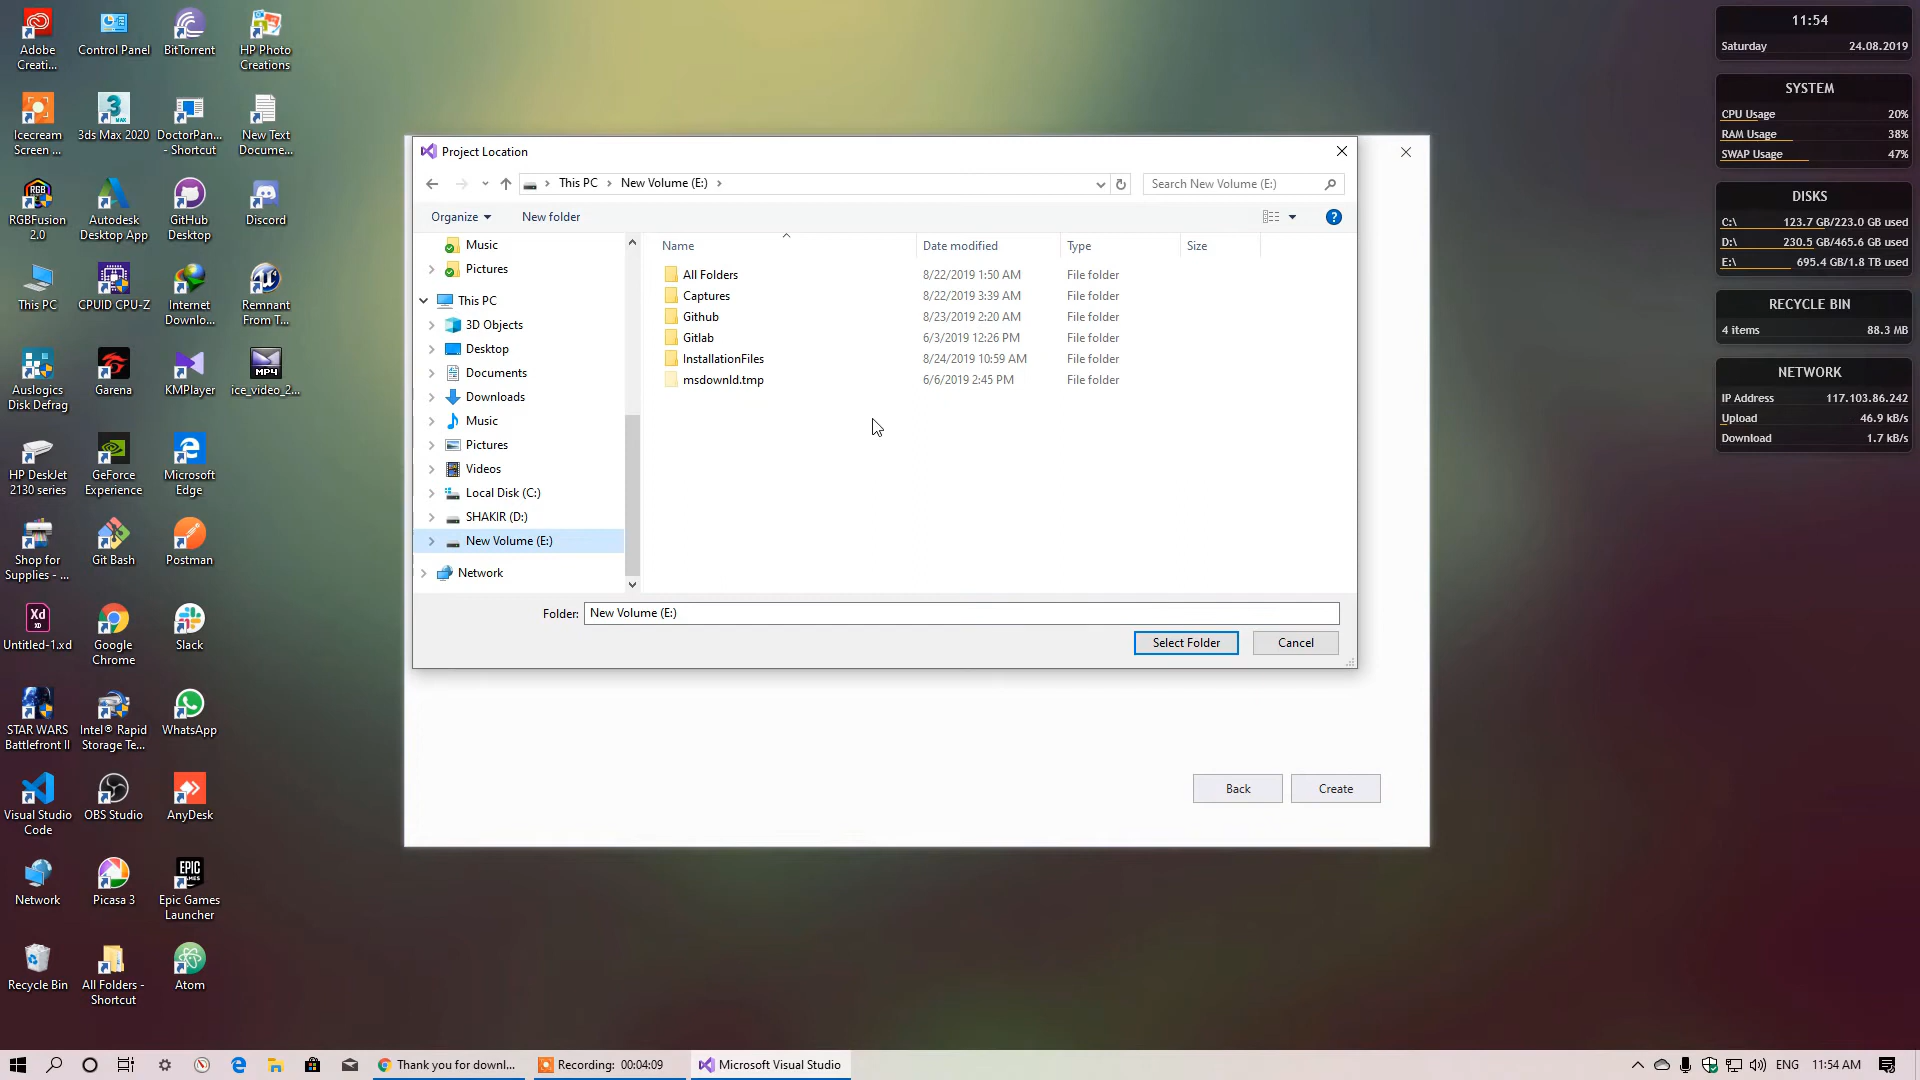 Adobe
Creati...
Control Panel
BitTorrent
HP Photo
Creations
Icecream
Screen ...
3ds Max 2020
DoctorPan...
- Shortcut
New Text
Docume...
RGBFusion
2.0
Autodesk
Desktop App
GitHub
Desktop
Discord
This PC
CPUID CPU-Z
Internet
Downlo...
Remnant
From T...
Auslogics
Disk Defrag
Garena
KMPlayer
MP4
ice_video_2...
HP DeskJet
2130 series
GeForce
Experience
Microsoft
Edge
Shop for
Supplies - ...
Git Bash
Postman
Xd
XD
Untitled-1.xd
Google
Chrome
Slack
STAR WARS
Battlefront II
Intel® Rapid
Storage Te...
WhatsApp
Visual Studio
Code
OBS Studio
AnyDesk
Network
Picasa 3
EPIC
GAMES
Epic Games
Launcher
Recycle Bin
All Folders -
Shortcut
Atom
Project Location
This PC
New Volume (E:)
Search New Volume (E:)
Organize
New folder
Music
Pictures
This PC
3D Objects
Desktop
Documents
Downloads
Music
Pictures
Videos
Local Disk (C:)
SHAKIR (D:)
New Volume (E:)
Network
Name Date modified Type Size
All Folders 8/22/2019 1:50 AM File folder
Captures 8/22/2019 3:39 AM File folder
Github 8/23/2019 2:20 AM File folder
Gitlab 6/3/2019 12:26 PM File folder
InstallationFiles 8/24/2019 10:59 AM File folder
msdownld.tmp 6/6/2019 2:45 PM File folder
Folder: New Volume (E:)
Select Folder Cancel
Back Create
11:54
Saturday 24.08.2019
SYSTEM
CPU Usage 20%
RAM Usage 38%
SWAP Usage 47%
DISKS
C:\ 123.7 GB/223.0 GB used
D:\ 230.5 GB/465.6 GB used
E:\ 695.4 GB/1.8 TB used
RECYCLE BIN
4 items 88.3 MB
NETWORK
IP Address 117.103.86.242
Upload 46.9 kB/s
Download 1.7 kB/s
Thank you for downl...
Recording: 00:04:09
Microsoft Visual Studio
ENG
11:54 AM